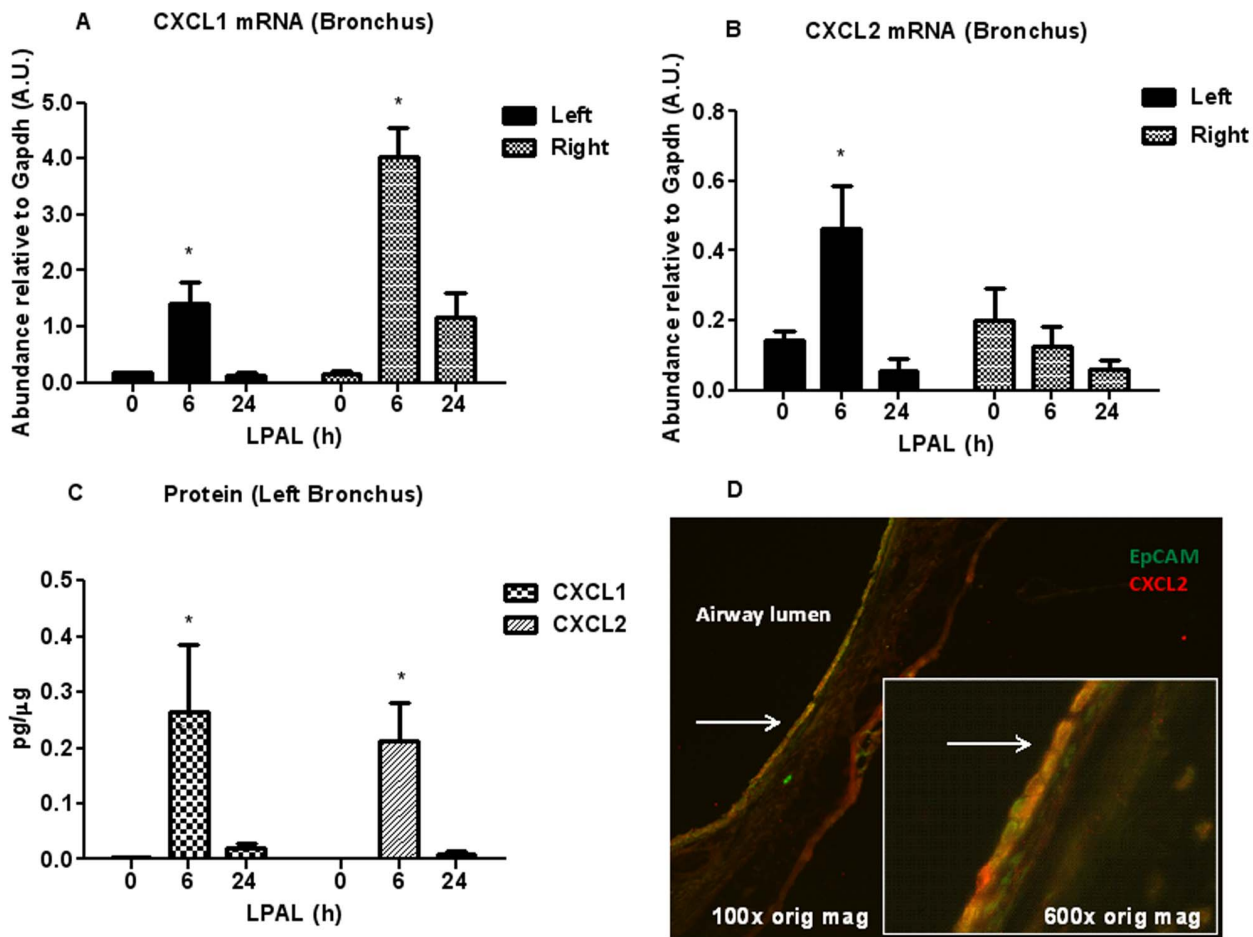 A CXCL1 mRNA (Bronchus)
Abundance relative to Gapdh (A.U.)
5.0
4.0
3.0
2.0
1.0
0.0
*
*
Left
Right
0 6 24 0 6 24
LPAL (h)
B CXCL2 mRNA (Bronchus)
Abundance relative to Gapdh (A.U.)
0.8
0.6
0.4
0.2
0.0
*
Left
Right
0 6 24 0 6 24
LPAL (h)
C Protein (Left Bronchus)
pg/μg
0.5
0.4
0.3
0.2
0.1
0.0
*
*
CXCL1
CXCL2
0 6 24 0 6 24
LPAL (h)
D
EpCAM
CXCL2
Airway lumen
100x orig mag
600x orig mag